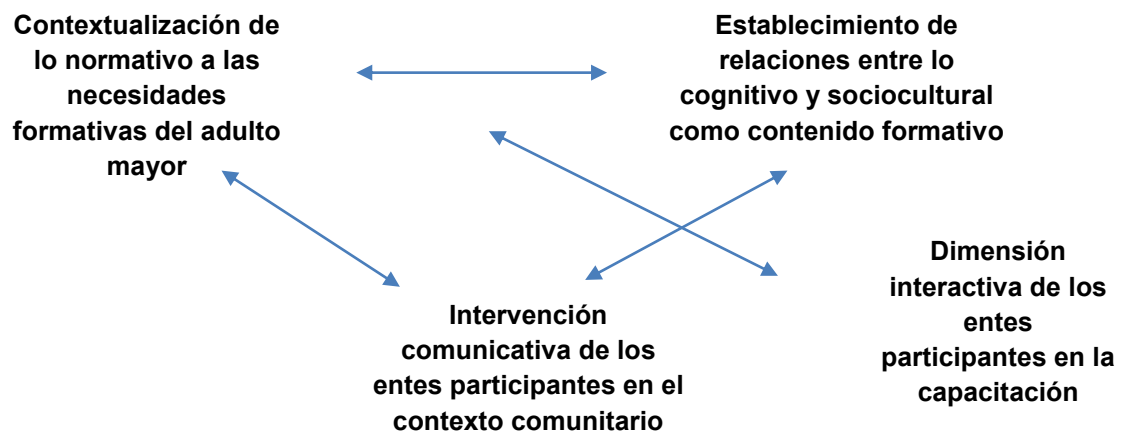 Contextualización de
lo normativo a las
necesidades
formativas del adulto
mayor
Establecimiento de
relaciones entre lo
cognitivo y sociocultural
como contenido formativo
Intervención
comunicativa de los
entes participantes en el
contexto comunitario
Dimensión
interactiva de los
entes
participantes en la
capacitación